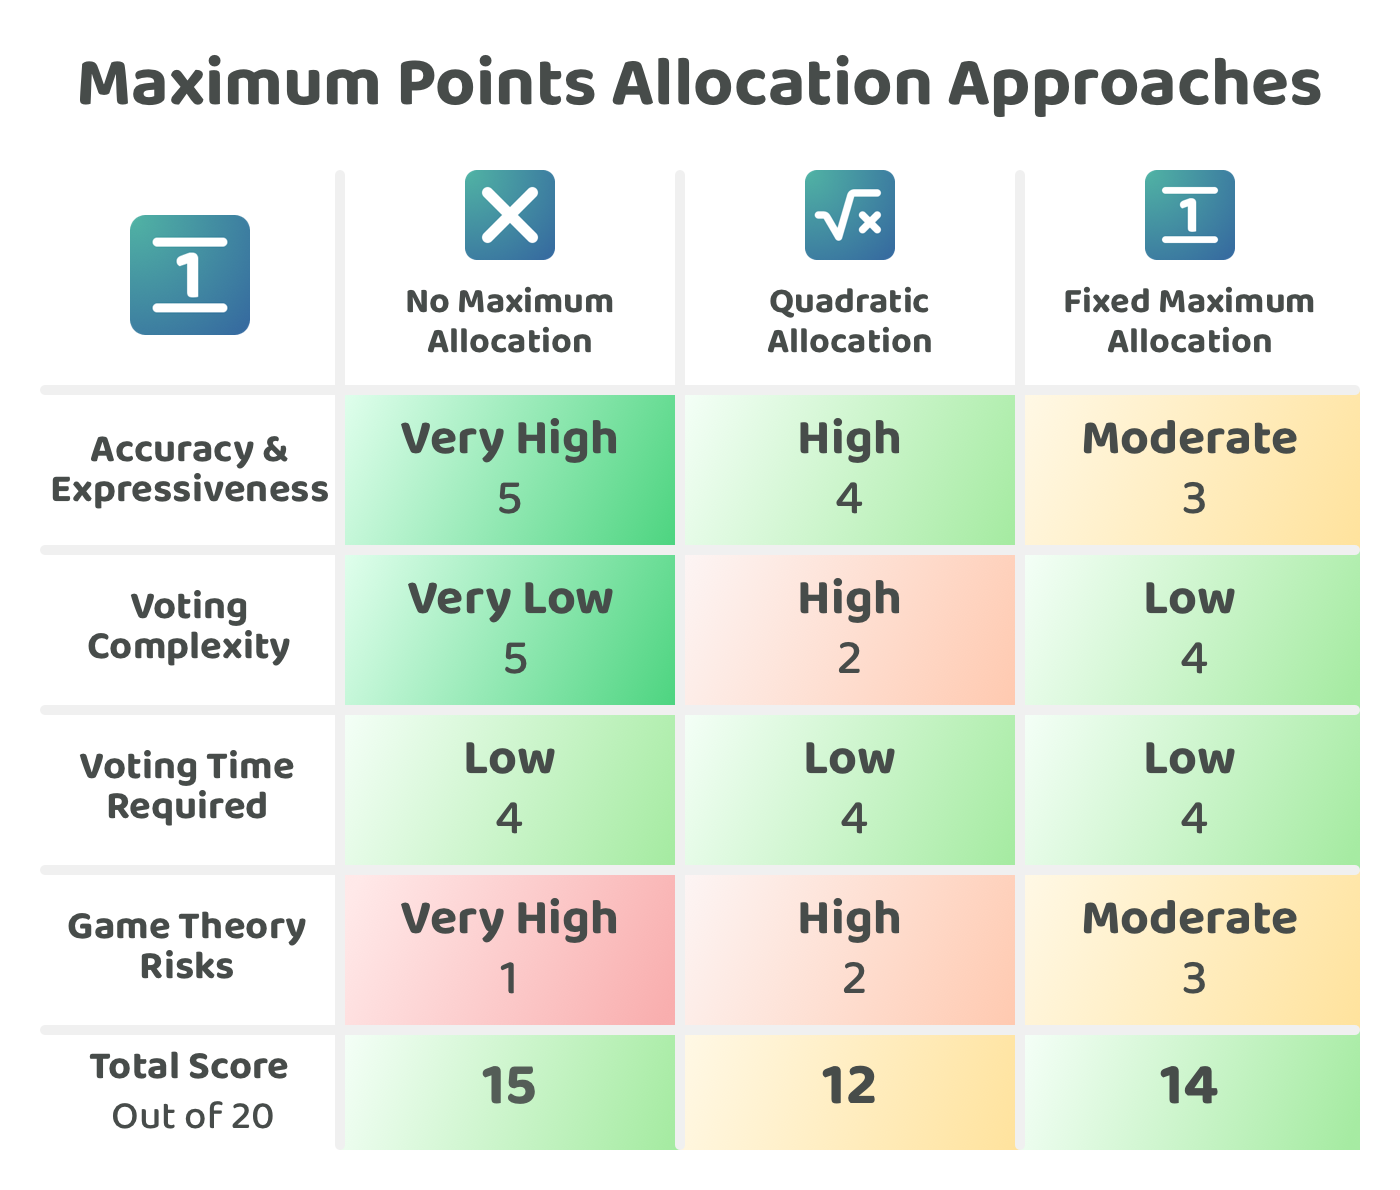 Maximum Points Allocation Approaches
1
No Maximum
Allocation
√x
Quadratic
Allocation
1
Fixed Maximum
Allocation
Accuracy &
Expressiveness
Very High
5
High
4
Moderate
3
Voting
Complexity
Very Low
5
High
2
Low
4
Voting Time
Required
Low
4
Low
4
Low
4
Game Theory
Risks
Very High
1
High
2
Moderate
3
Total Score
Out of 20
15
12
14